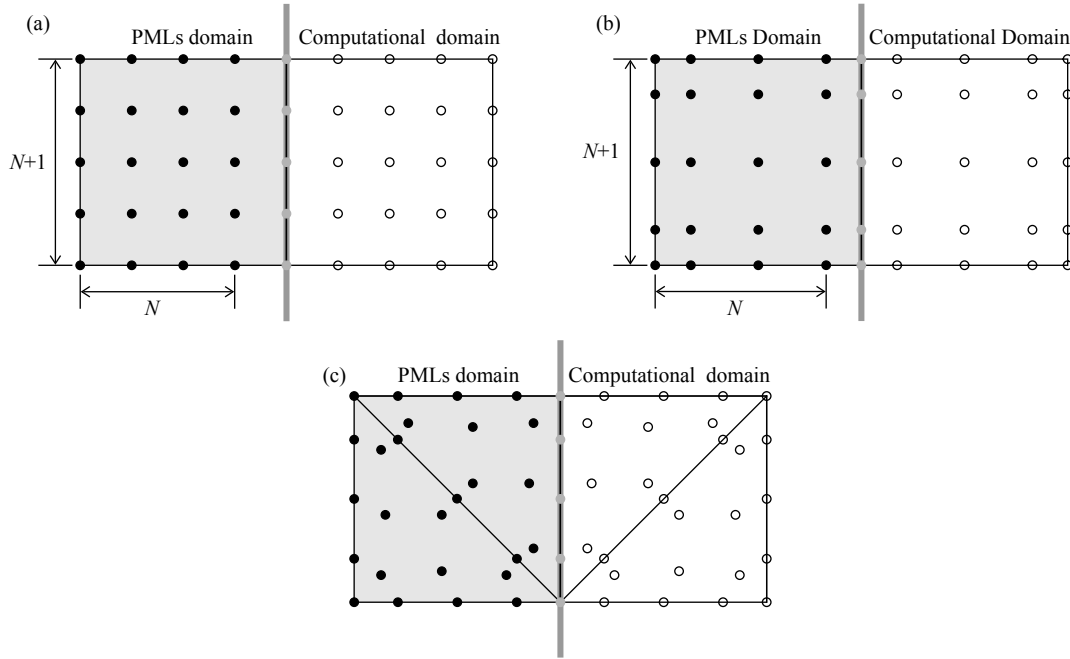 (a)
PMLs domain
Computational domain
N+1
N
(b)
PMLs Domain
Computational Domain
N+1
N
(c)
PMLs domain
Computational domain